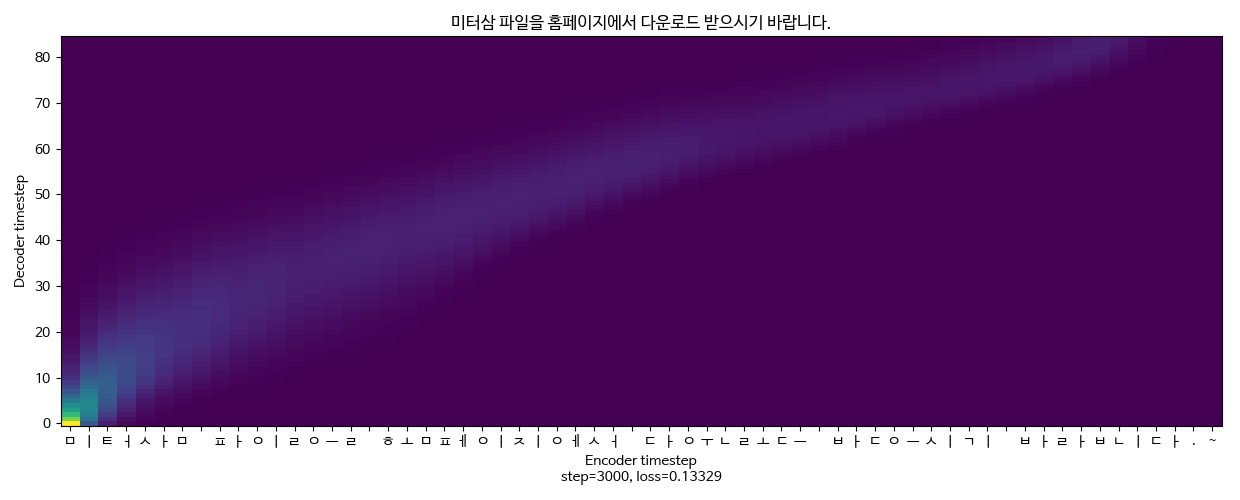 미터삼 파일을 홈페이지에서 다운로드 받으시기 바랍니다.
80
70
60
50
40
30
20
10
0
Decoder timestep
ㅁ ㅣ ㅌ ㅓ ㅅ ㅏ ㅁ ㅍ ㅏ ㅇ ㅣ ㄹ ㅇ ㅡ ㄹ ㅎ ㅗ ㅁ ㅍ ㅔ ㅇ ㅣ ㅈ ㅣ ㅇ ㅔ ㅅ ㅓ ㄷ ㅏ ㅇ ㅜ ㄴ ㄹ ㅗ ㄷ ㅡ ㅂ ㅏ ㄷ ㅇ ㅡ ㅅ ㅣ ㄱ ㅣ ㅂ ㅏ ㄹ ㅏ ㅂ ㄴ ㅣ ㄷ ㅏ . ~
Encoder timestep
step=3000, loss=0.13329